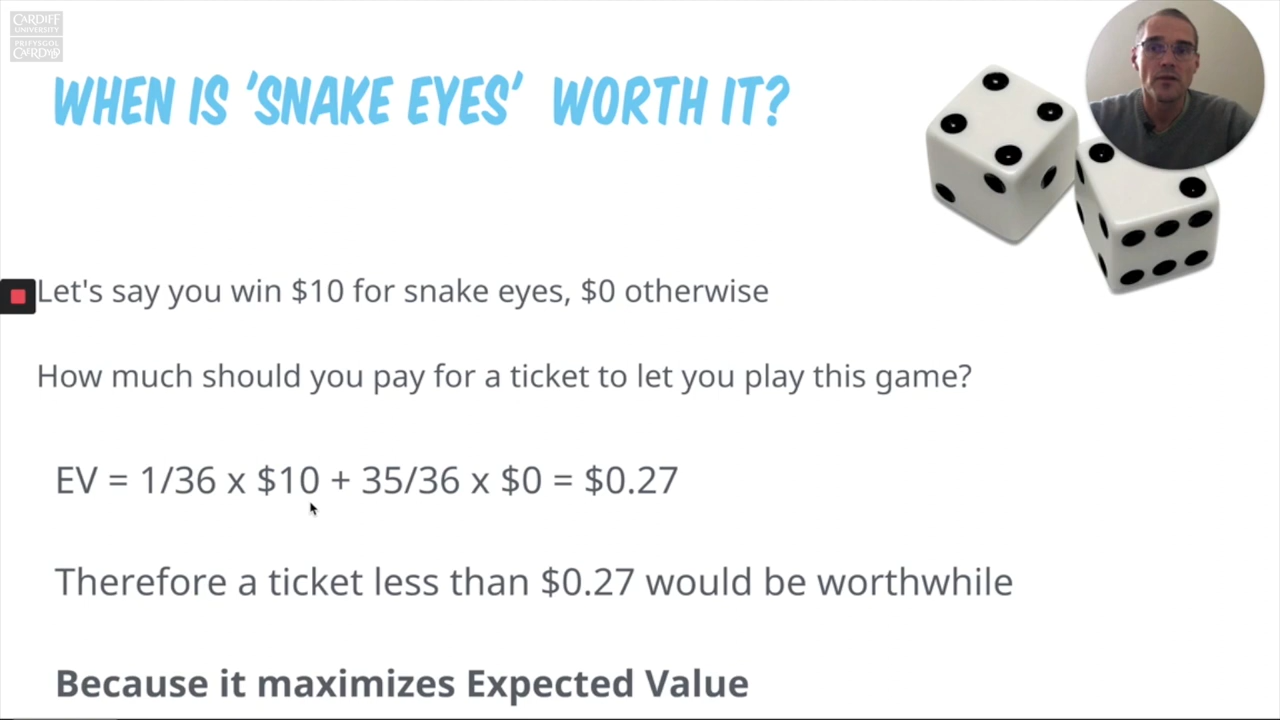 CARDIFF
UNIVERSITY
PRIFYSGOL
CAERDYDD
WHEN IS 'SNAKE EYES' WORTH IT?
Let's say you win $10 for snake eyes, $0 otherwise
How much should you pay for a ticket to let you play this game?
EV = 1/36 x $10 + 35/36 x $0 = $0.27
Therefore a ticket less than $0.27 would be worthwhile
Because it maximizes Expected Value